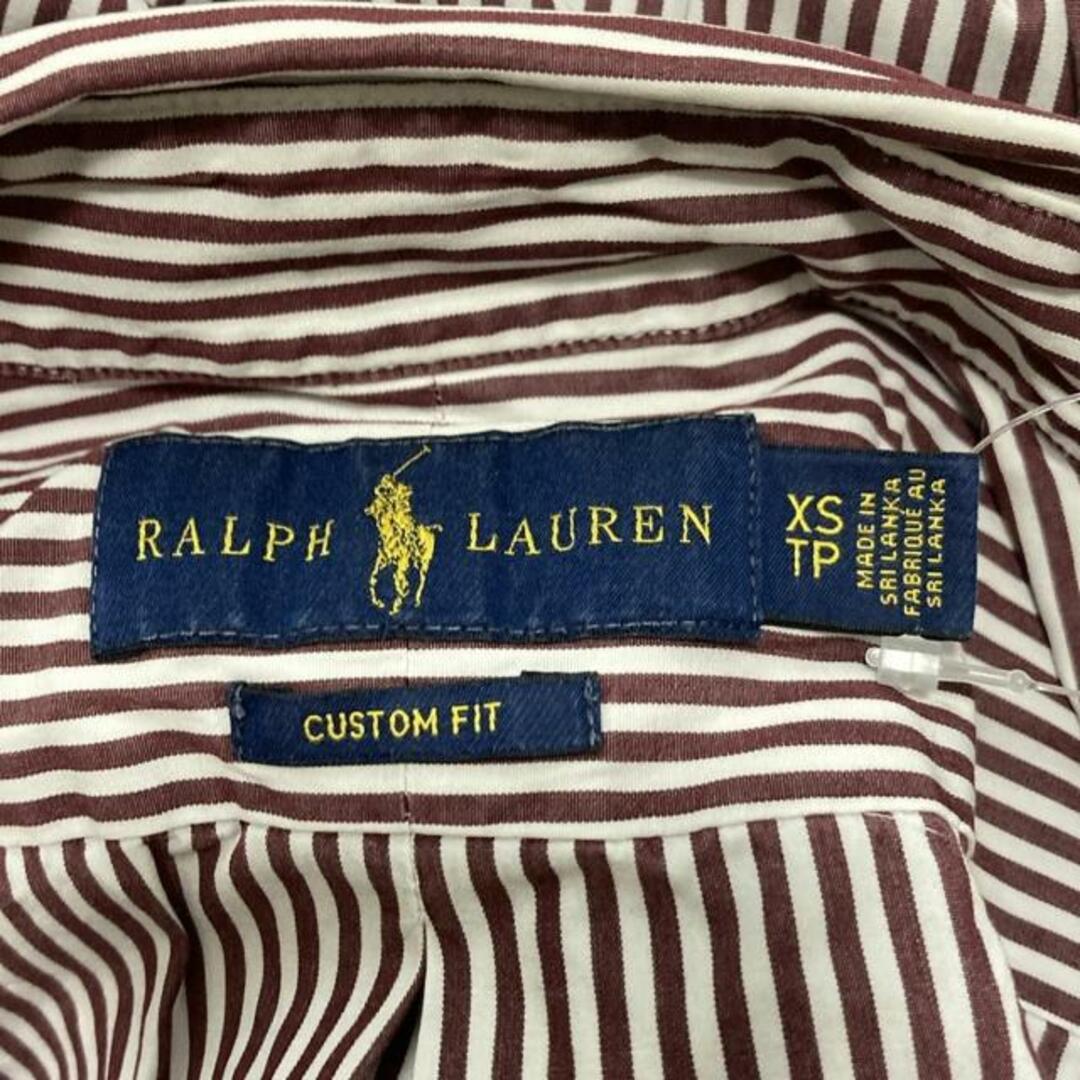 RALPH LAUREN
XS
TP
MADE IN
SRI LANKA
FABRIQUÉ AU
SRI LANKA
CUSTOM FIT